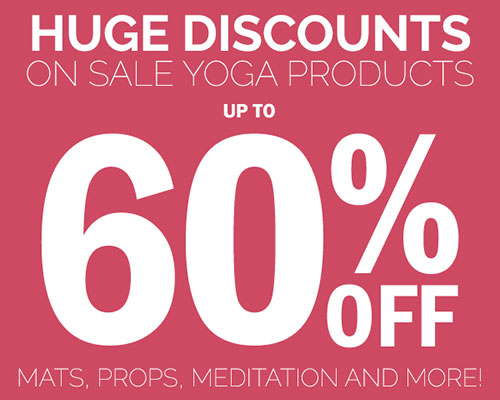 HUGE DISCOUNTS
ON SALE YOGA PRODUCTS
UP TO
60% OFF
MATS, PROPS, MEDITATION AND MORE!